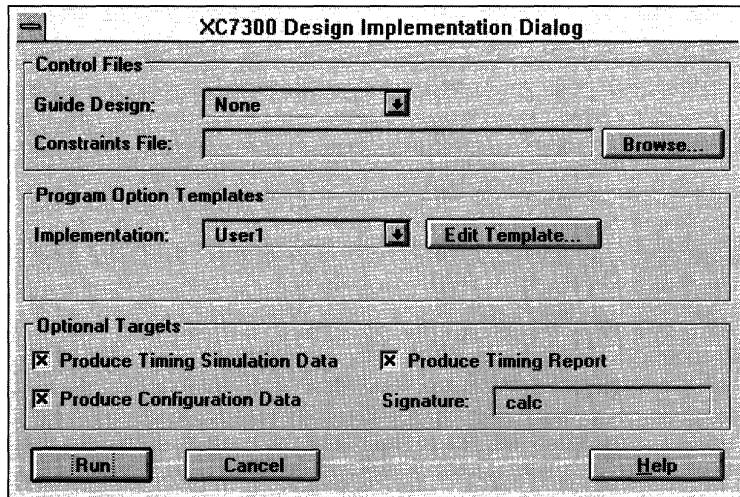 XC7300 Design Implementation Dialog
Control Files
Guide Design: None
Constraints File: Browse...
Program Option Templates
Implementation: User1 Edit Template...
Optional Targets
Produce Timing Simulation Data Produce Timing Report
Produce Configuration Data Signature: calc
Run Cancel Help